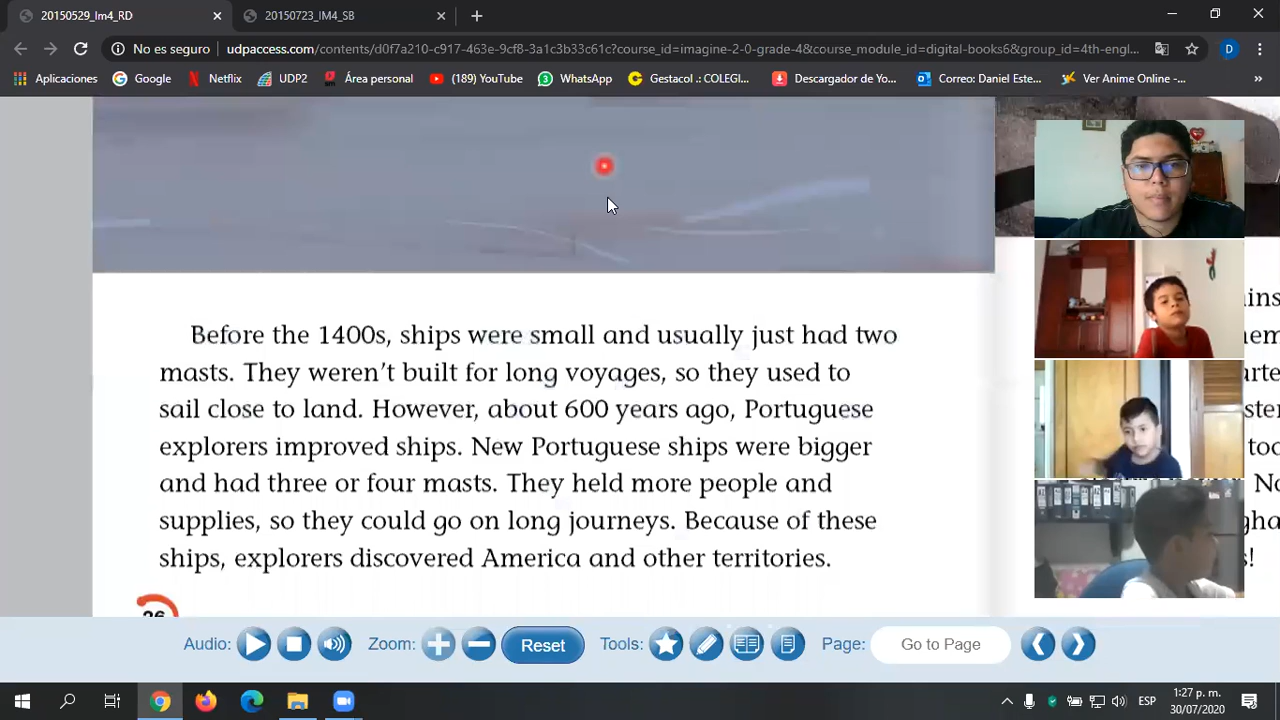 20150529_Im4_RD
20150723_IM4_SB
No es seguro
udpaccess.com/contents/d0f7a210-c917-463e-9cf8-3a1c3b33c61c?course_id=imagine-2-0-grade-4&course_module_id=digital-books6&group_id=4th-engl...
D
Aplicaciones
Google
Netflix
UDP2
Área personal
(189) YouTube
WhatsApp
Gestacol .: COLEGI...
Descargador de Yo...
Correo: Daniel Este...
Ver Anime Online -...
»
Before the 1400s, ships were small and usually just had two
masts. They weren't built for long voyages, so they used to
sail close to land. However, about 600 years ago, Portuguese
explorers improved ships. New Portuguese ships were bigger
and had three or four masts. They held more people and
supplies, so they could go on long journeys. Because of these
ships, explorers discovered America and other territories.
26
Audio:
Zoom:
Reset
Tools:
Page:
Go to Page
ESP
1:27 p. m.
30/07/2020